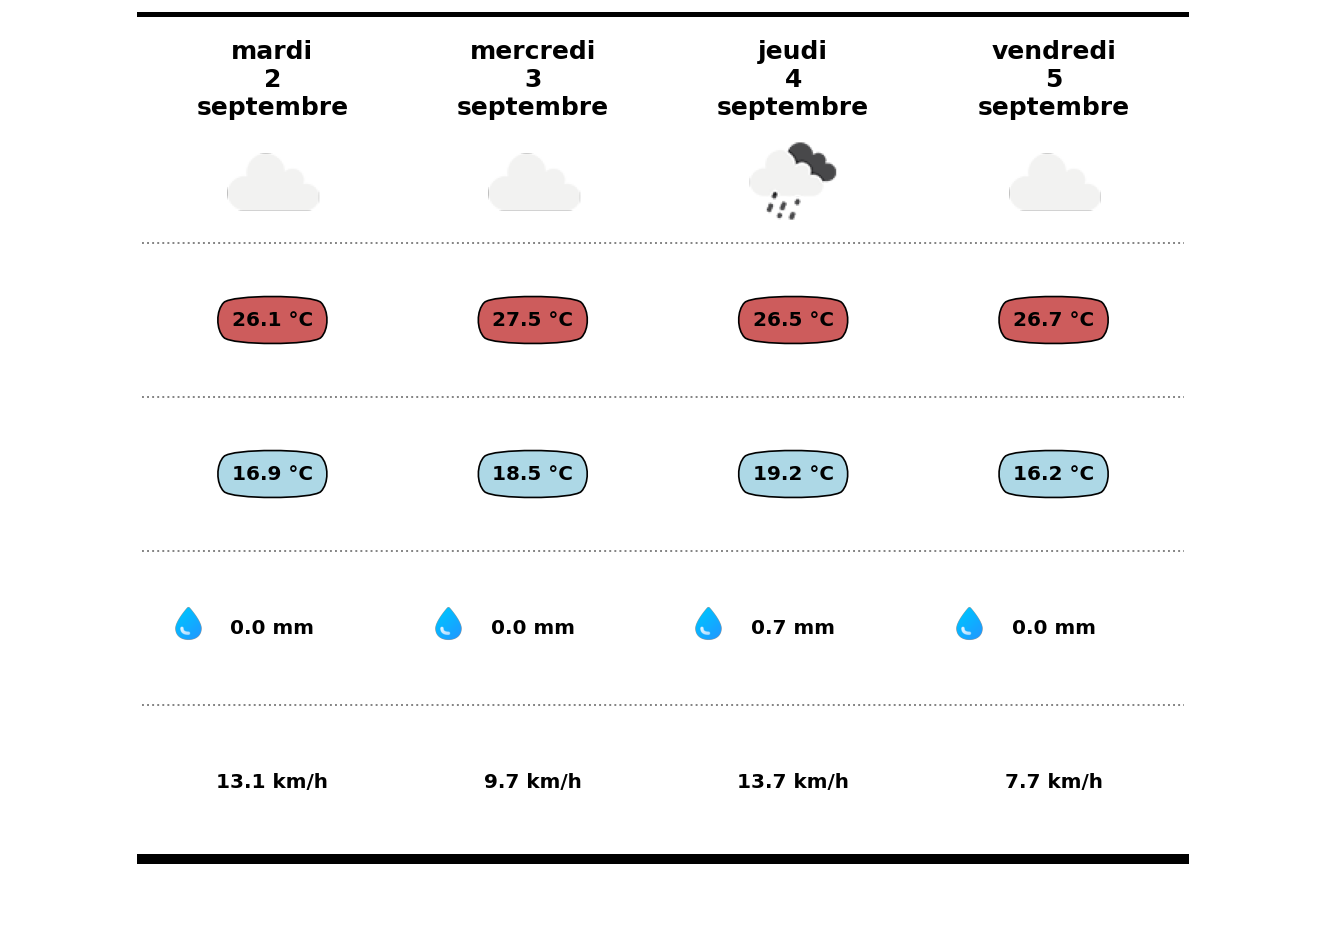 mardi
2
septembre
mercredi
3
septembre
jeudi
4
septembre
vendredi
5
septembre
26.1 °C
27.5 °C
26.5 °C
26.7 °C
16.9 °C
18.5 °C
19.2 °C
16.2 °C
0.0 mm
0.0 mm
0.7 mm
0.0 mm
13.1 km/h
9.7 km/h
13.7 km/h
7.7 km/h